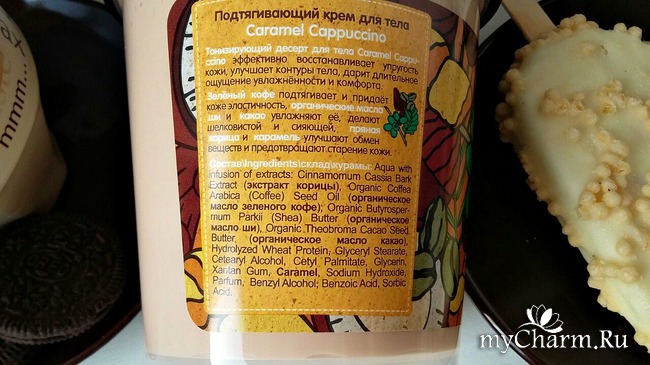 Подтягивающий крем для тела
Caramel Cappuccino
Тонизирующий десерт для тела Caramel Cappu-
ccino эффективно восстанавливает упругость
кожи, улучшает контуры тела, дарит длительное
ощущение увлажнённости и комфорта.
Зелёный кофе подтягивает и придаёт
коже эластичность, органические масла
ши и какао увлажняют её, делают
шелковистой и сияющей, пряная
корица и карамель улучшают обмен
веществ и предотвращают старение кожи.
Состав\Ingredients\склад\құрамы: Aqua with
infusion of extracts: Cinnamomum Cassia Bark
Extract (экстракт корицы), Organic Coffea
Arabica (Coffee) Seed Oil (органическое
масло зеленого кофе); Organic Butyrosper-
mum Parkii (Shea) Butter (органическое
масло ши), Organic Theobroma Cacao Seed
Butter (органическое масло какао),
Hydrolyzed Wheat Protein, Glyceryl Stearate,
Cetearyl Alcohol, Cetyl Palmitate, Glycerin,
Xantan Gum, Caramel, Sodium Hydroxide,
Parfum, Benzyl Alcohol; Benzoic Acid, Sorbic
Acid.
mmm...
myCharm.Ru